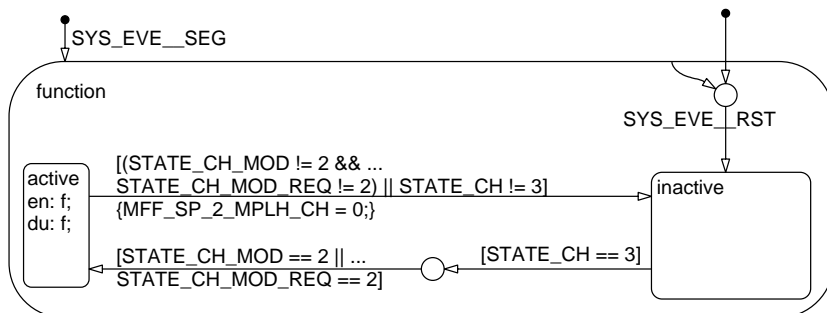 SYS_EVE__SEG
function
SYS_EVE__RST
[(STATE_CH_MOD != 2 && ...
STATE_CH_MOD_REQ != 2) || STATE_CH != 3]
{MFF_SP_2_MPLH_CH = 0;}
active
en: f;
du: f;
inactive
[STATE_CH_MOD == 2 || ...
STATE_CH_MOD_REQ == 2]
[STATE_CH == 3]